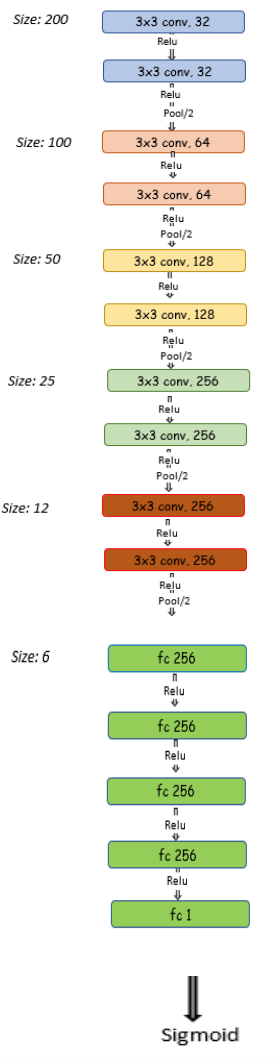 Size: 200
3x3 conv, 32
Relu
3x3 conv, 32
Relu
Pool/2
Size: 100
3x3 conv, 64
Relu
3x3 conv, 64
Relu
Pool/2
Size: 50
3x3 conv, 128
Relu
3x3 conv, 128
Relu
Pool/2
Size: 25
3x3 conv, 256
Relu
3x3 conv, 256
Relu
Pool/2
Size: 12
3x3 conv, 256
Relu
3x3 conv, 256
Relu
Pool/2
Size: 6
fc 256
Relu
fc 256
Relu
fc 256
Relu
fc 256
Relu
fc 1
Sigmoid